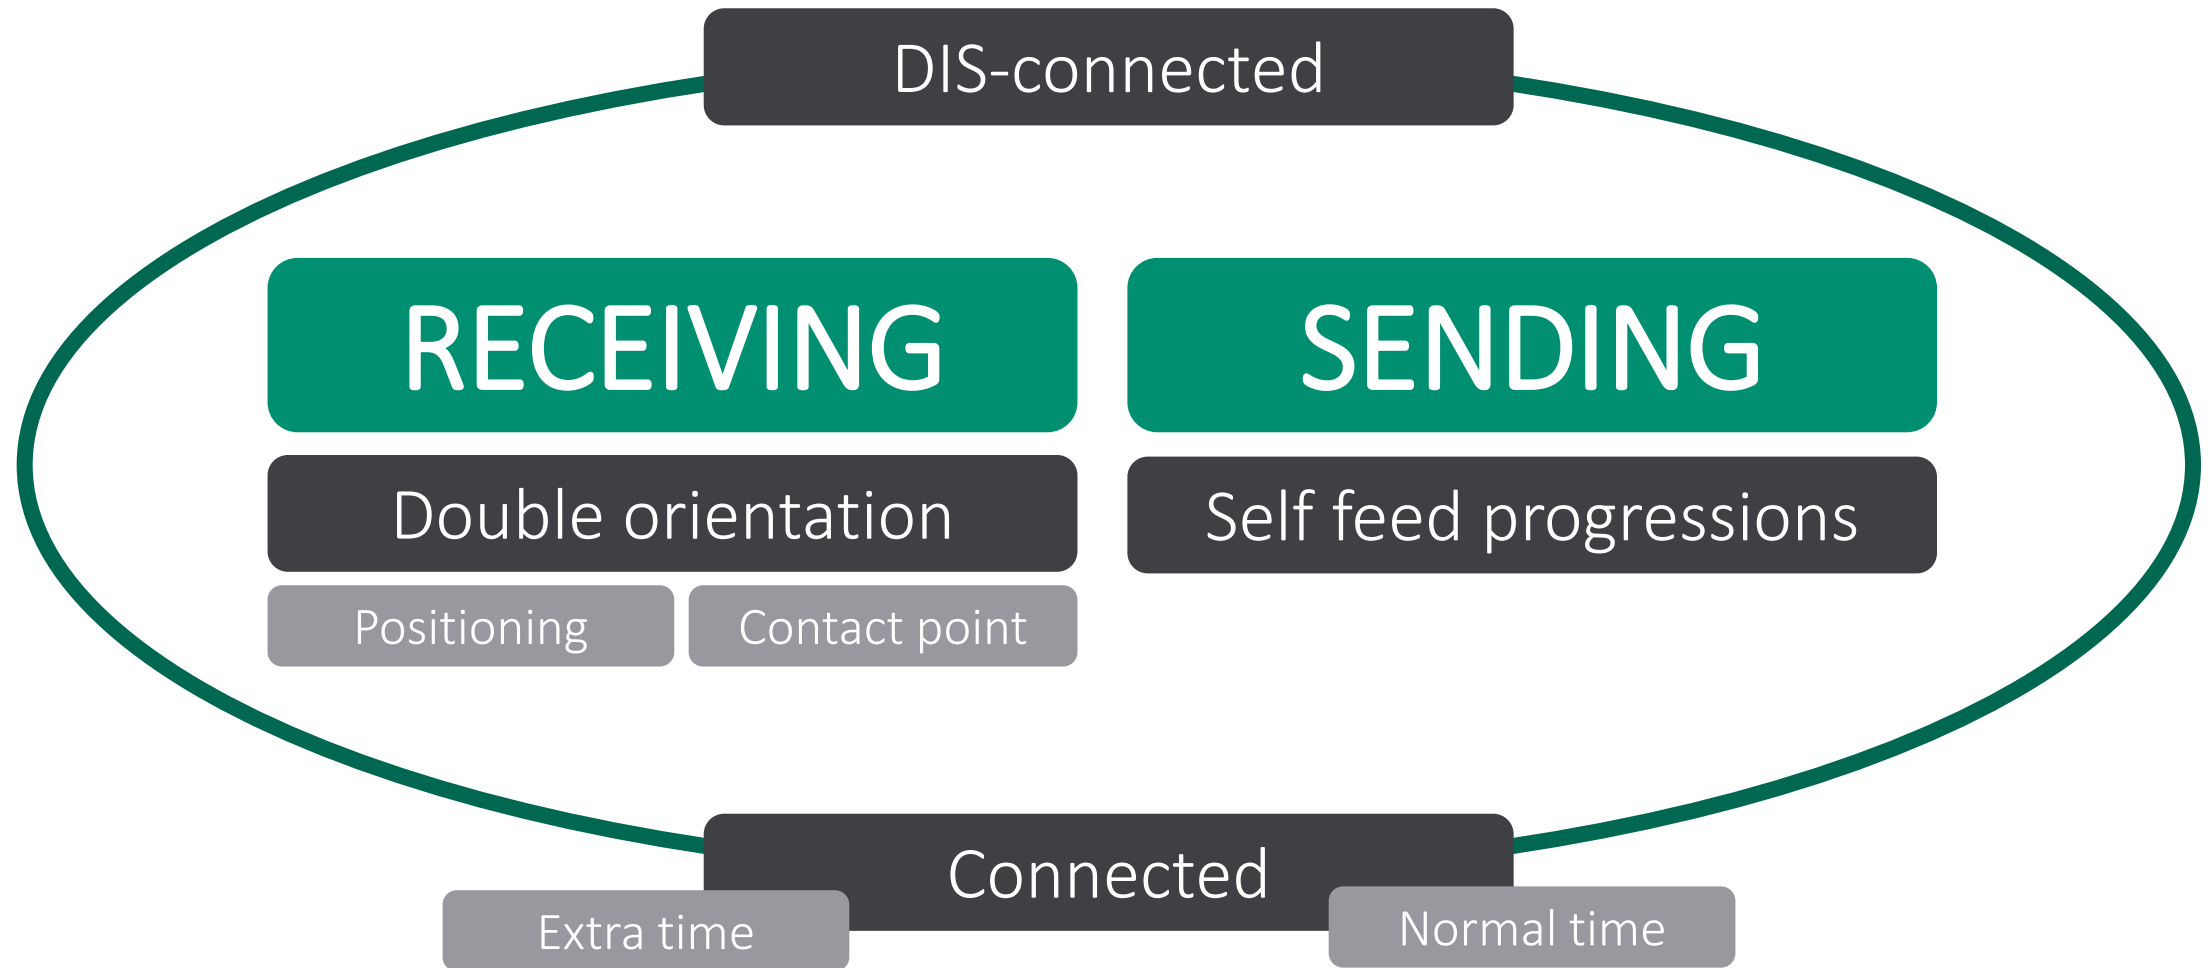 DIS-connected
RECEIVING
SENDING
Double orientation
Self feed progressions
Positioning
Contact point
Connected
Extra time
Normal time